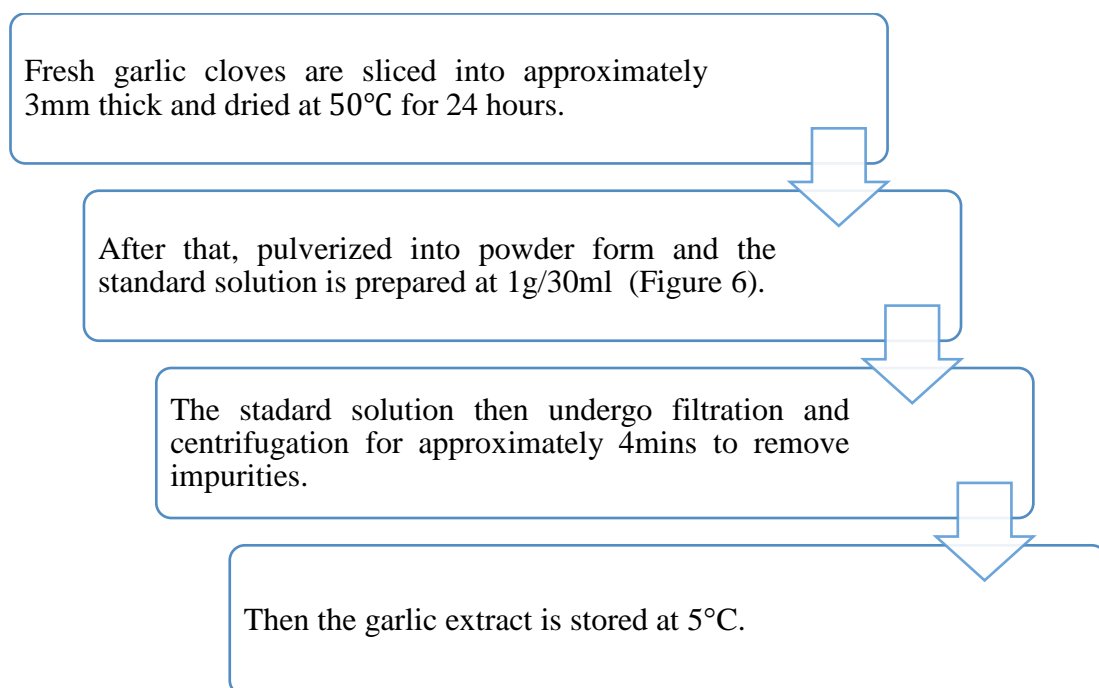 Fresh garlic cloves are sliced into approximately
3mm thick and dried at 50℃ for 24 hours.
After that, pulverized into powder form and the
standard solution is prepared at 1g/30ml (Figure 6).
The stadard solution then undergo filtration and
centrifugation for approximately 4mins to remove
impurities.
Then the garlic extract is stored at 5°C.